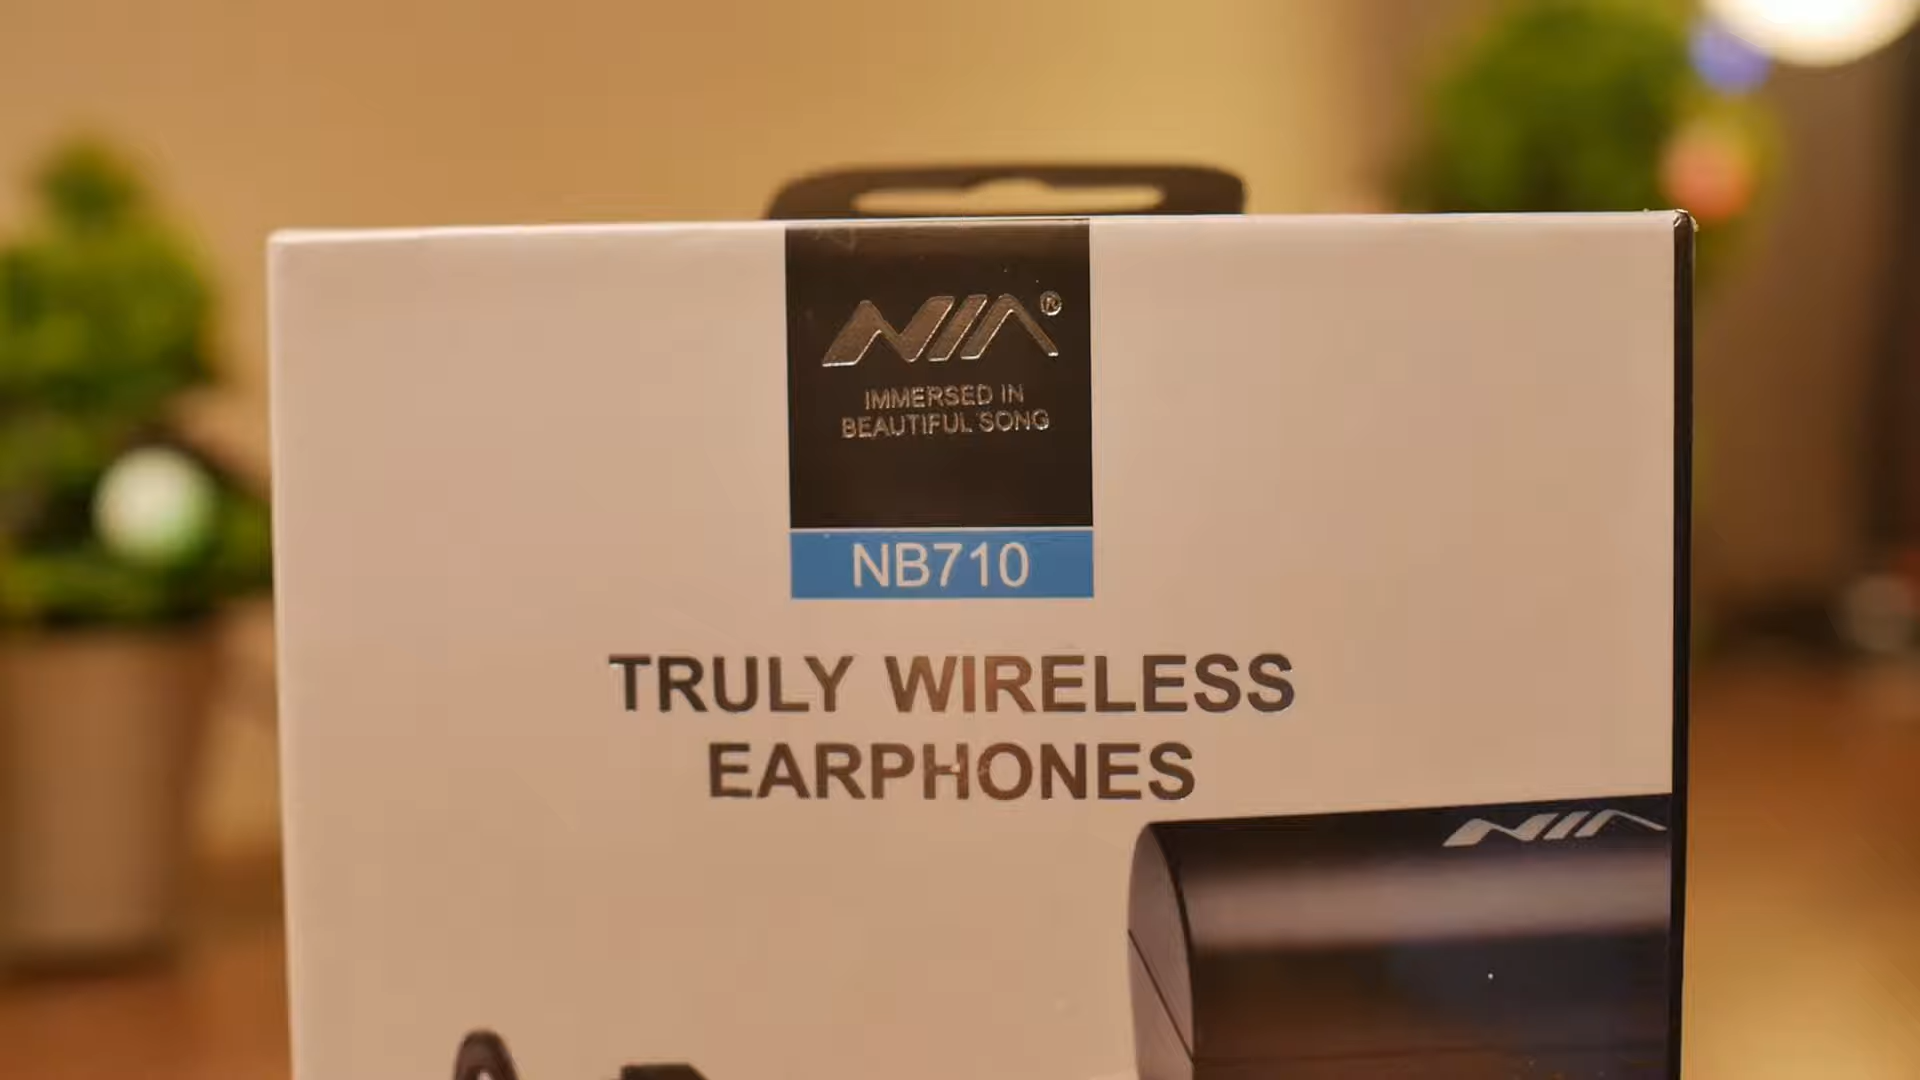 NIA®
IMMERSED IN
BEAUTIFUL SONG
NB710
TRULY WIRELESS
EARPHONES
NIA